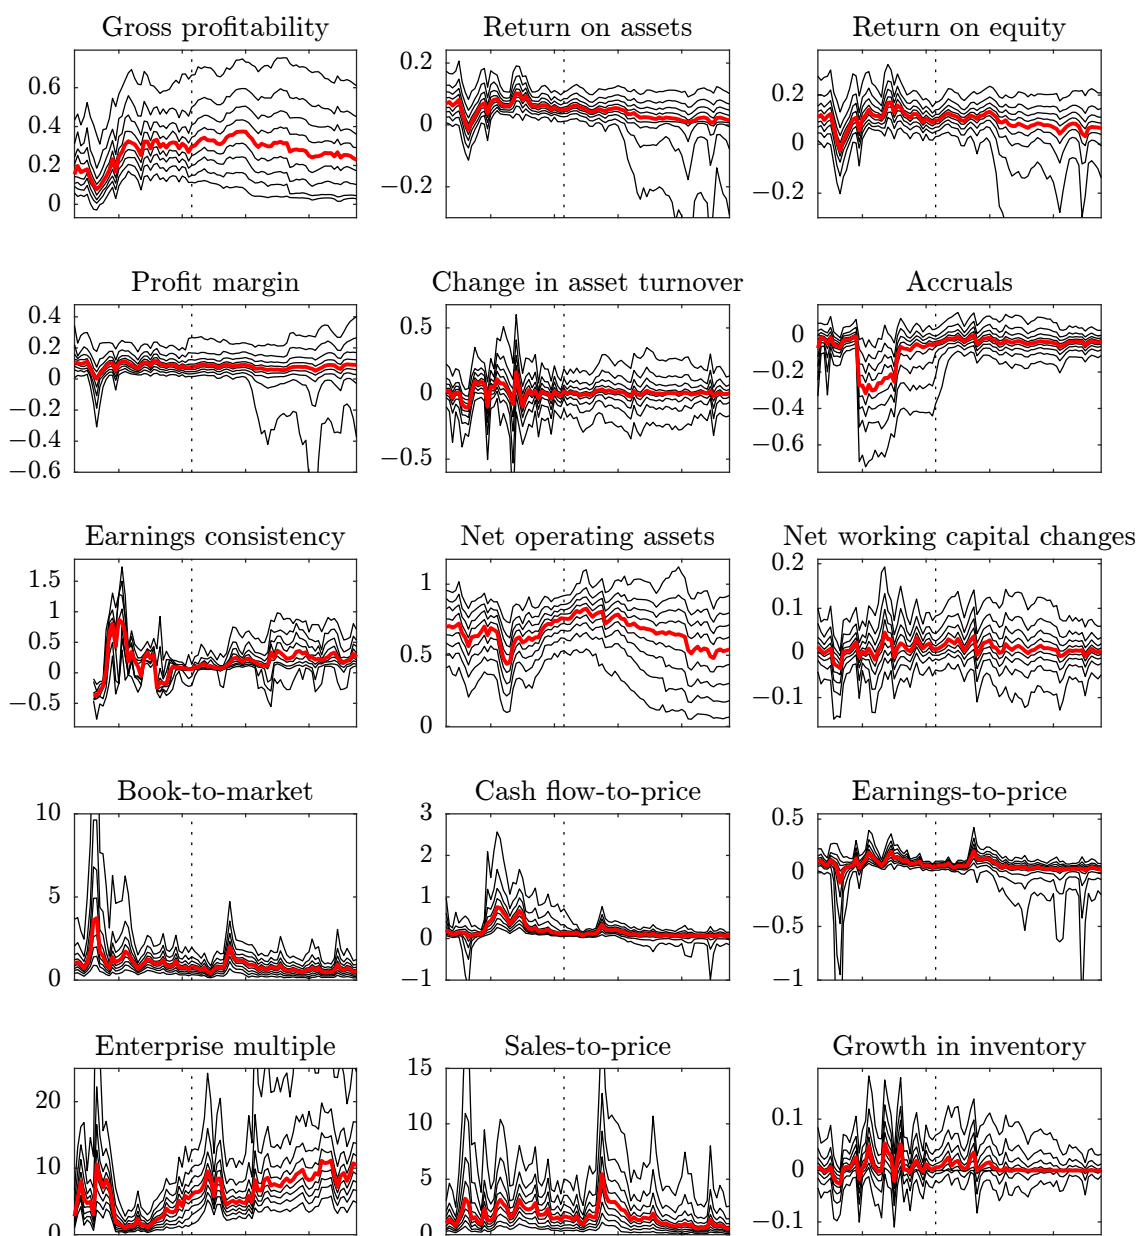 Gross profitability Return on assets Return on equity
0.6 0.2 0.2
0.4 0 0
0.2 −0.2 −0.2
0
Profit margin Change in asset turnover Accruals
0.4 0.5 0
0.2 0 −0.2
0 −0.5 −0.4
−0.2 −0.6
−0.4
−0.6
Earnings consistency Net operating assets Net working capital changes
1.5 1 0.2
1 0.5 0.1
0.5 0 0
0 −0.1
−0.5
Book-to-market Cash flow-to-price Earnings-to-price
10 3 0.5
5 2 0
0 1 −0.5
0 −1
−1
Enterprise multiple Sales-to-price Growth in inventory
20 15 0.1
10 10 0
0 5 −0.1
0